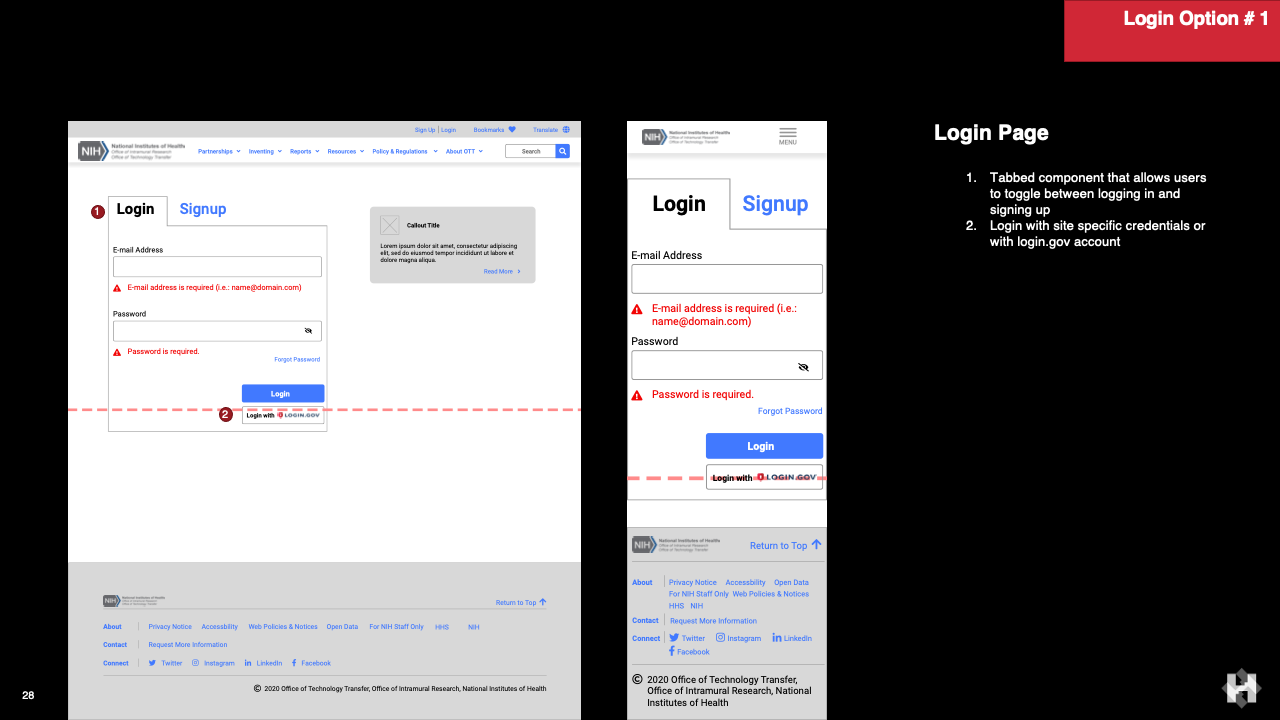 Login Option # 1
Sign Up | Login Bookmarks Translate
NIH National Institutes of Health
Office of Intramural Research
Office of Technology Transfer
Partnerships Inventing Reports Resources Policy & Regulations About OTT Search
1
Login Signup
E-mail Address
E-mail address is required (i.e.: name@domain.com)
Password
Password is required.
Forgot Password
Login
2
Login with LOGIN.GOV
Callout Title
Lorem ipsum dolor sit amet, consectetur adipiscing
elit, sed do eiusmod tempor incididunt ut labore et
dolore magna aliqua.
Read More
NIH National Institutes of Health
Office of Intramural Research
Office of Technology Transfer
Return to Top
About Privacy Notice Accessbility Web Policies & Notices Open Data For NIH Staff Only HHS NIH
Contact Request More Information
Connect Twitter Instagram LinkedIn Facebook
© 2020 Office of Technology Transfer, Office of Intramural Research, National Institutes of Health
NIH National Institutes of Health
Office of Intramural Research
Office of Technology Transfer
MENU
Login Signup
E-mail Address
E-mail address is required (i.e.:
name@domain.com)
Password
Password is required.
Forgot Password
Login
Login with LOGIN.GOV
NIH National Institutes of Health
Office of Intramural Research
Office of Technology Transfer
Return to Top
About Privacy Notice Accessbility Open Data
For NIH Staff Only Web Policies & Notices
HHS NIH
Contact Request More Information
Connect Twitter Instagram LinkedIn
Facebook
© 2020 Office of Technology Transfer,
Office of Intramural Research, National
Institutes of Health
Login Page
1. Tabbed component that allows users
to toggle between logging in and
signing up
2. Login with site specific credentials or
with login.gov account
28